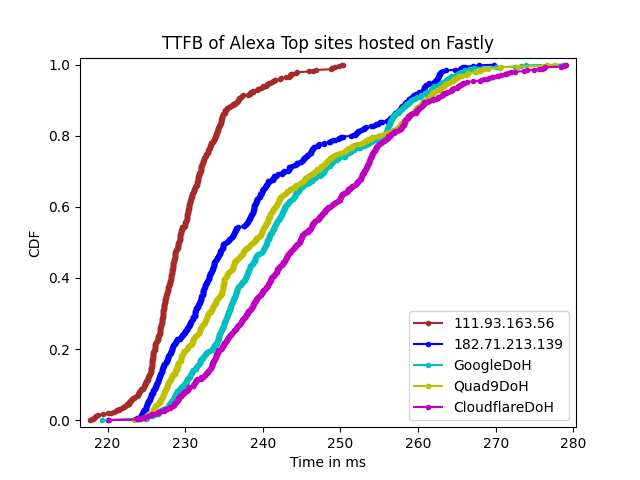 TTFB of Alexa Top sites hosted on Fastly
1.0
0.8
0.6
0.4
0.2
0.0
CDF
111.93.163.56
182.71.213.139
GoogleDoH
Quad9DoH
CloudflareDoH
220 230 240 250 260 270 280
Time in ms